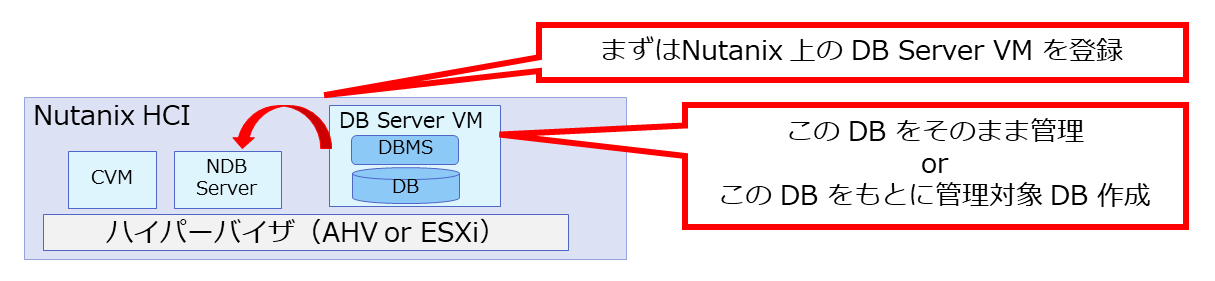 まずはNutanix 上の DB Server VM を登録
Nutanix HCI
DB Server VM
DBMS
DB
CVM
NDB
Server
ハイパーバイザ（AHV or ESXi）
この DB をそのまま管理
or
この DB をもとに管理対象 DB 作成